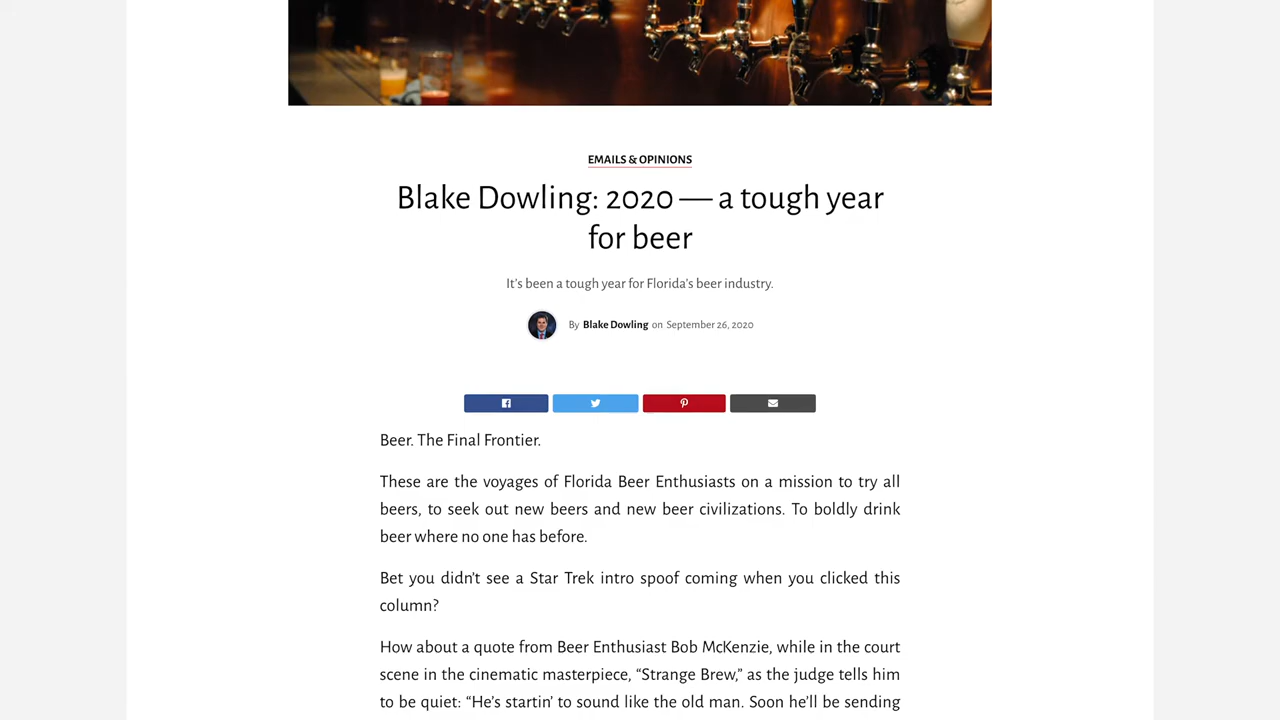 EMAILS & OPINIONS
Blake Dowling: 2020 — a tough year
for beer
It's been a tough year for Florida's beer industry.
By Blake Dowling on September 26, 2020
Beer. The Final Frontier.
These are the voyages of Florida Beer Enthusiasts on a mission to try all
beers, to seek out new beers and new beer civilizations. To boldly drink
beer where no one has before.
Bet you didn't see a Star Trek intro spoof coming when you clicked this
column?
How about a quote from Beer Enthusiast Bob McKenzie, while in the court
scene in the cinematic masterpiece, “Strange Brew,” as the judge tells him
to be quiet: “He's startin' to sound like the old man. Soon he'll be sending